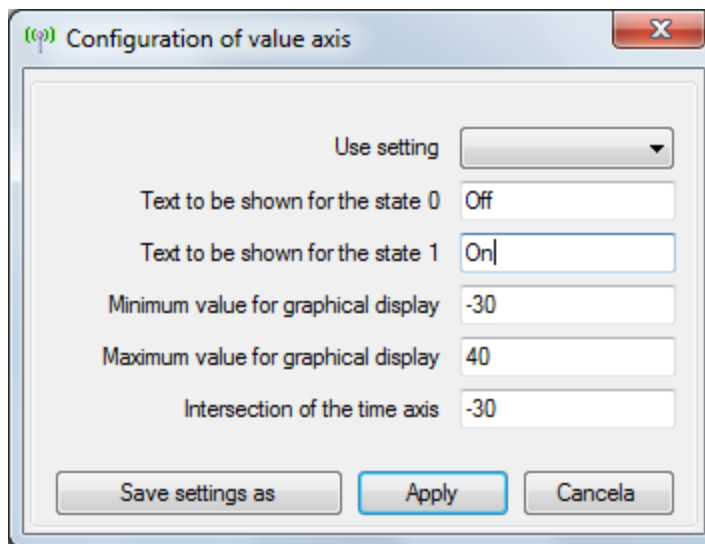 Configuration of value axis
Use setting
Text to be shown for the state 0 Off
Text to be shown for the state 1 On
Minimum value for graphical display -30
Maximum value for graphical display 40
Intersection of the time axis -30
Save settings as Apply Cancela